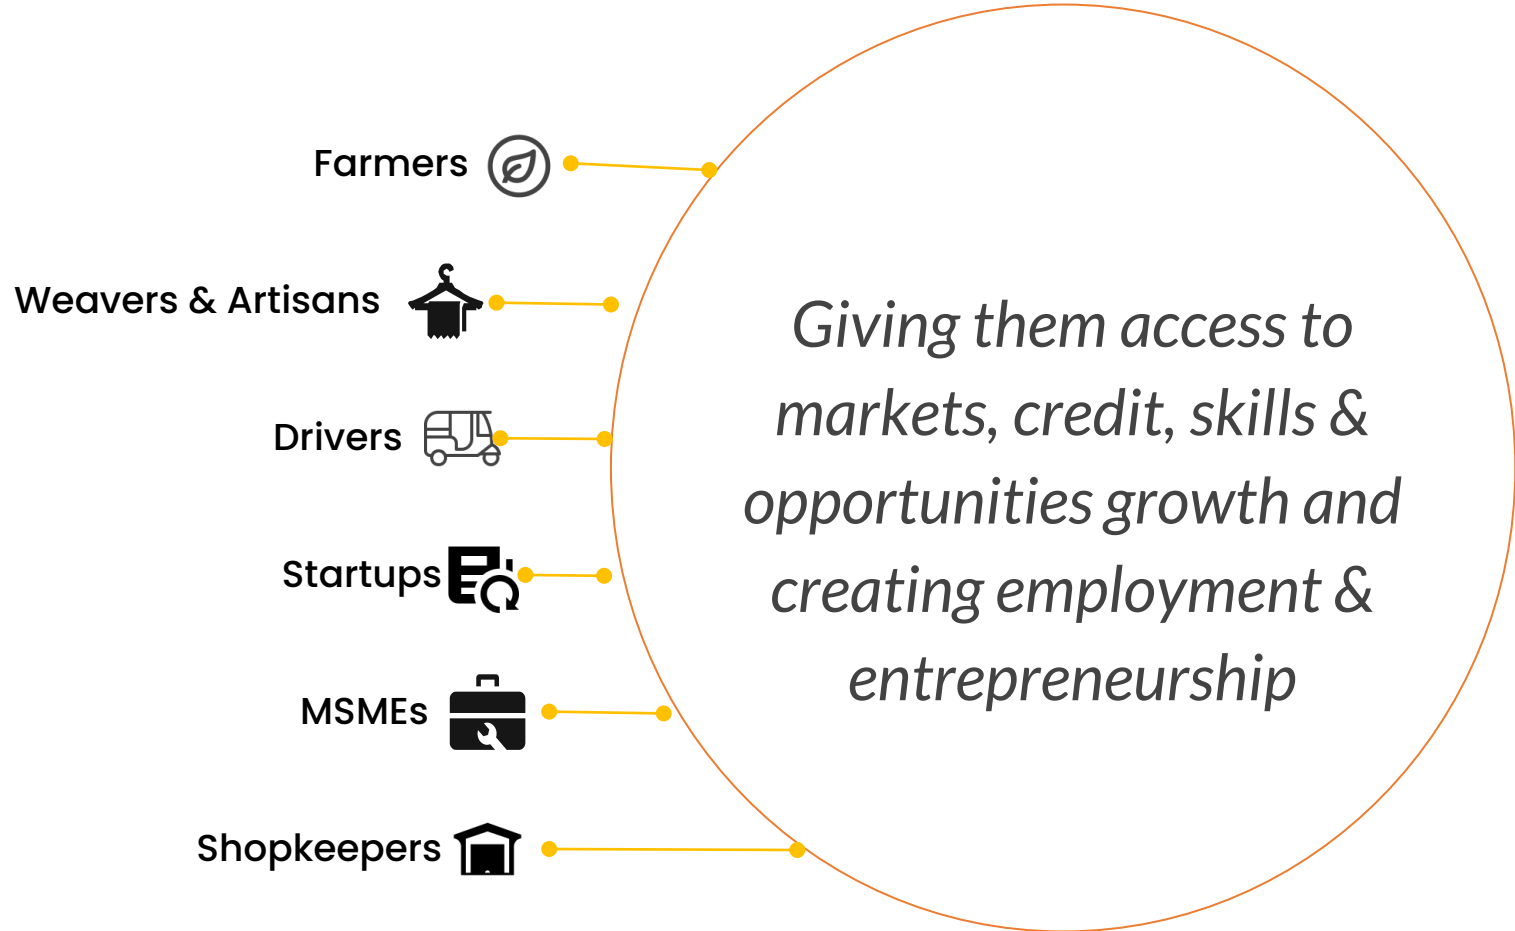 Farmers
Weavers & Artisans
Drivers
Startups
MSMEs
Shopkeepers
Giving them access to
markets, credit, skills &
opportunities growth and
creating employment &
entrepreneurship